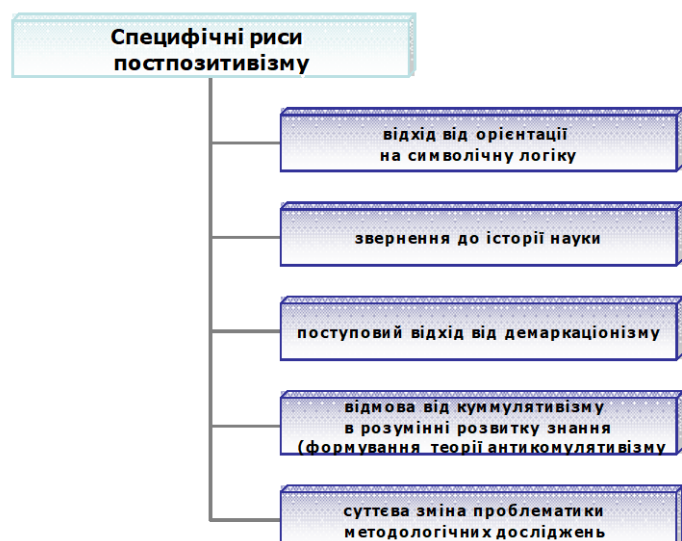 Специфічні риси
постпозитивізму
відхід від орієнтації
на символічну логіку
звернення до історії науки
поступовий відхід від демаркаціонізму
відмова від куммулятивізму
в розумінні розвитку знання
(формування теорії антикомулятивізму
суттєва зміна проблематики
методологічних досліджень